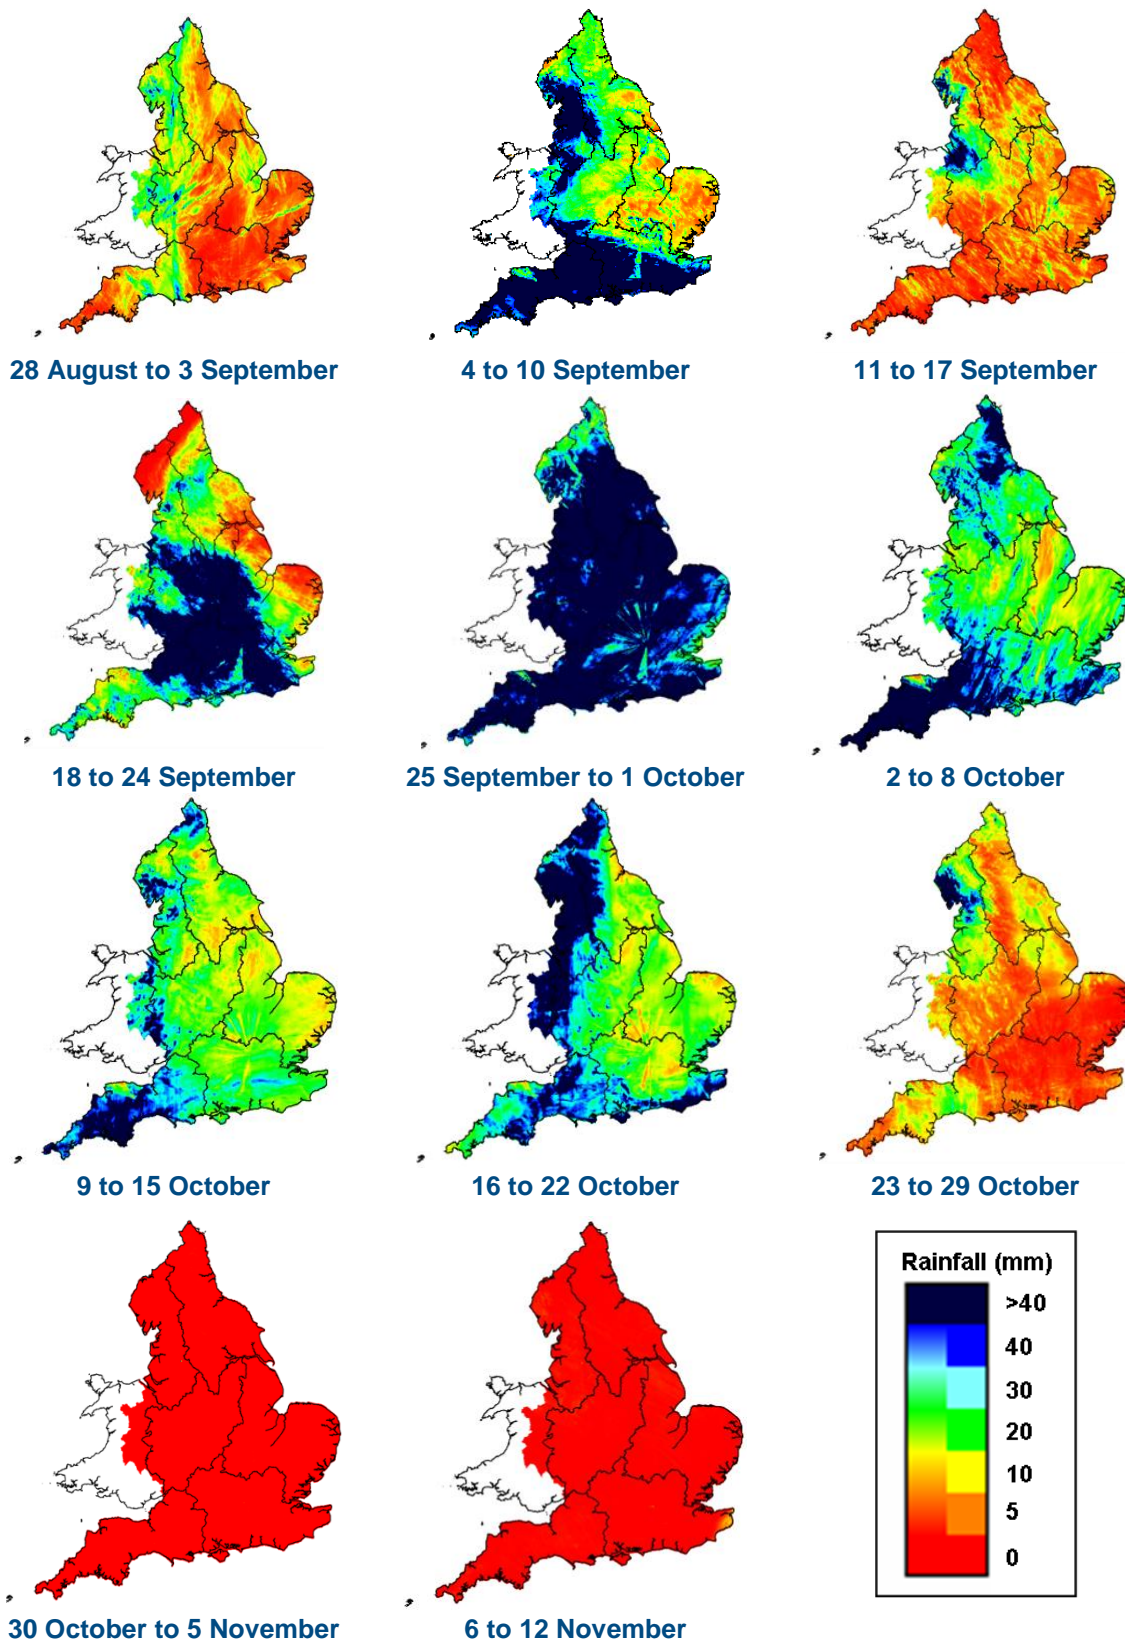 28 August to 3 September
4 to 10 September
11 to 17 September
18 to 24 September
25 September to 1 October
2 to 8 October
9 to 15 October
16 to 22 October
23 to 29 October
Rainfall (mm)
>40
40
30
20
10
5
0
30 October to 5 November
6 to 12 November